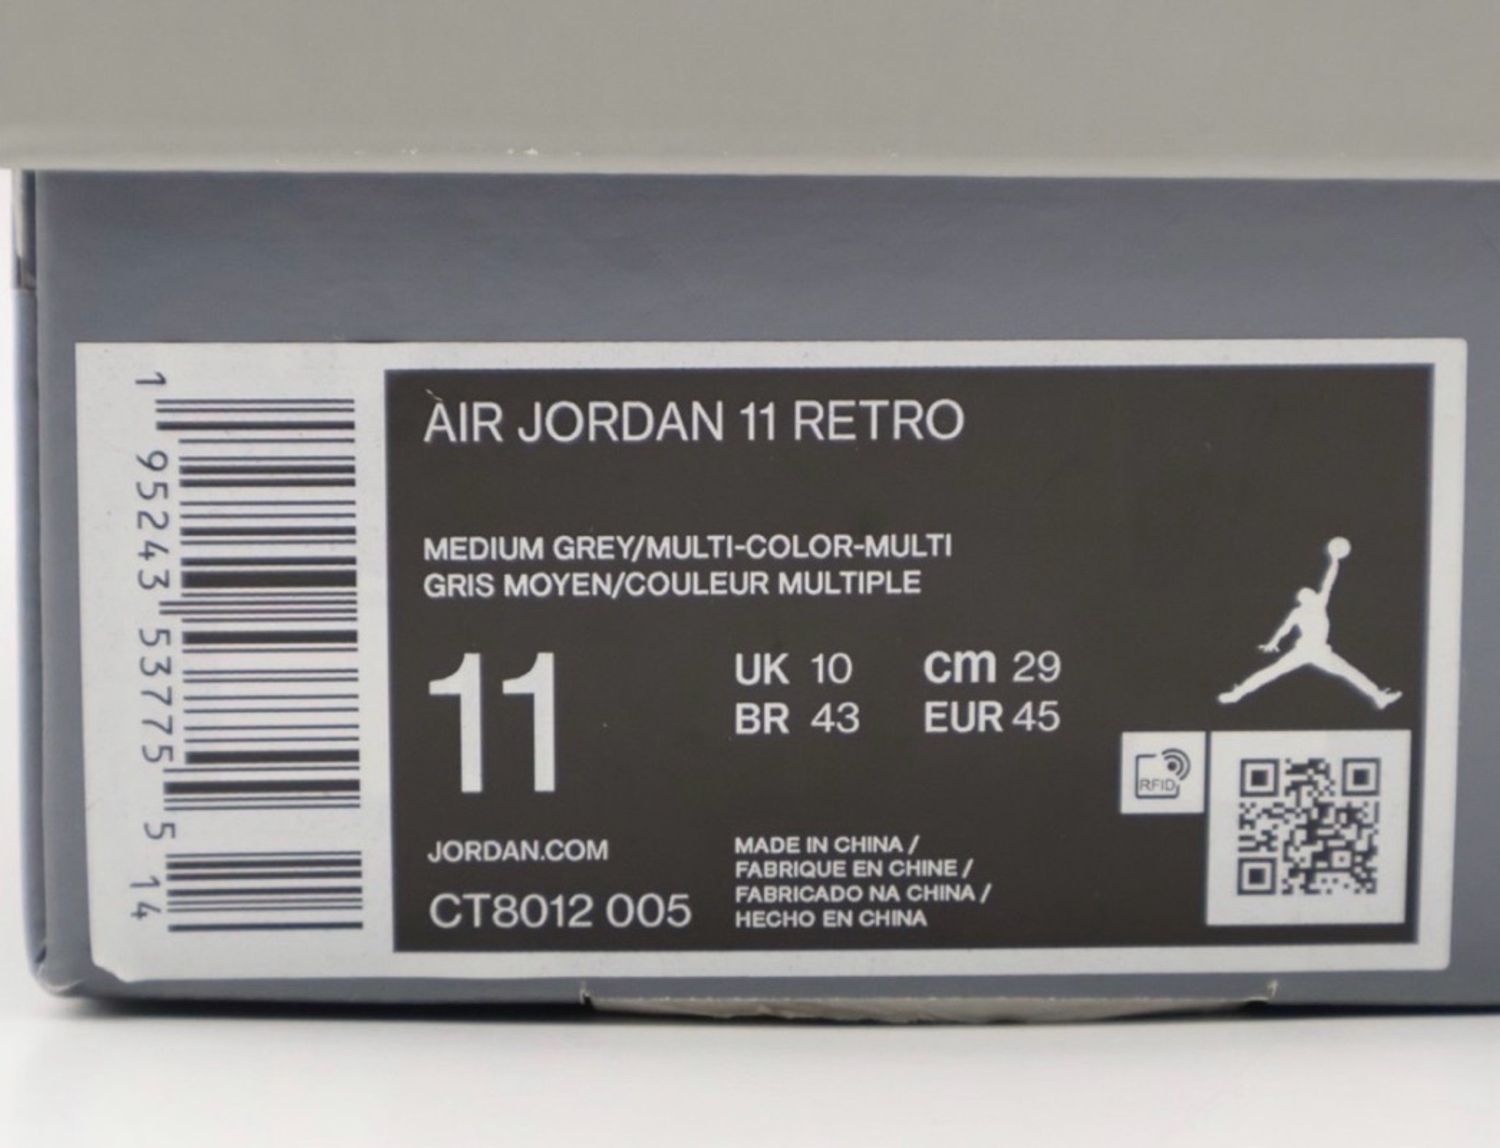 1 95243 53775 5 14
AIR JORDAN 11 RETRO
MEDIUM GREY/MULTI-COLOR-MULTI
GRIS MOYEN/COULEUR MULTIPLE
11
UK 10 cm 29
BR 43 EUR 45
RFID
JORDAN.COM
CT8012 005
MADE IN CHINA /
FABRIQUE EN CHINE /
FABRICADO NA CHINA /
HECHO EN CHINA